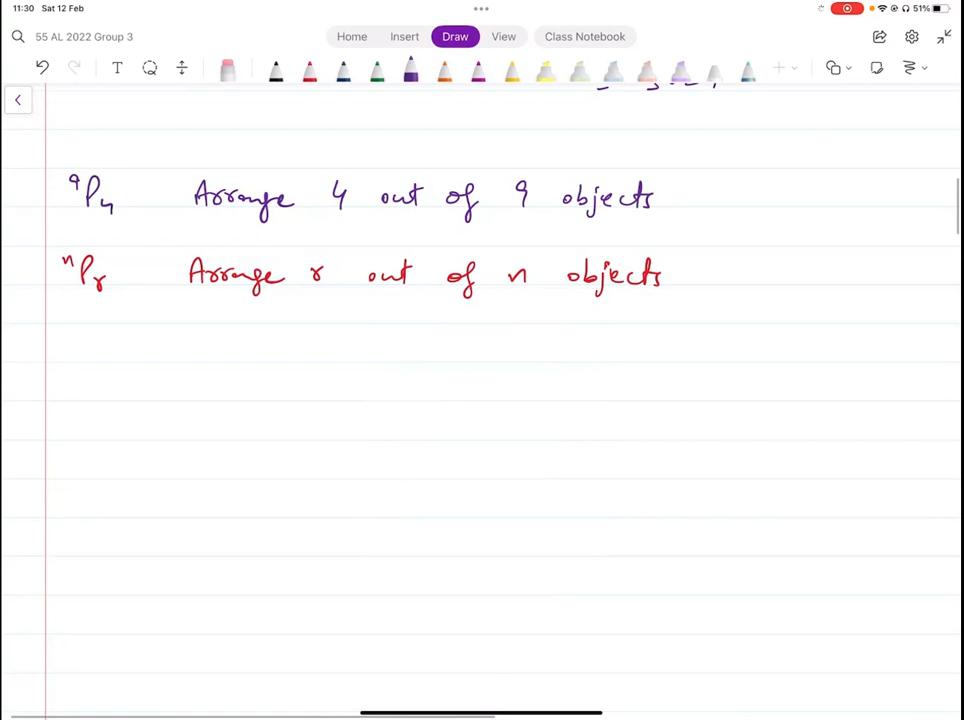 11:30 Sat 12 Feb
51%
55 AL 2022 Group 3
Home Insert Draw View Class Notebook
⁹P₄ Arrange 4 out of 9 objects
ⁿPᵣ Arrange r out of n objects